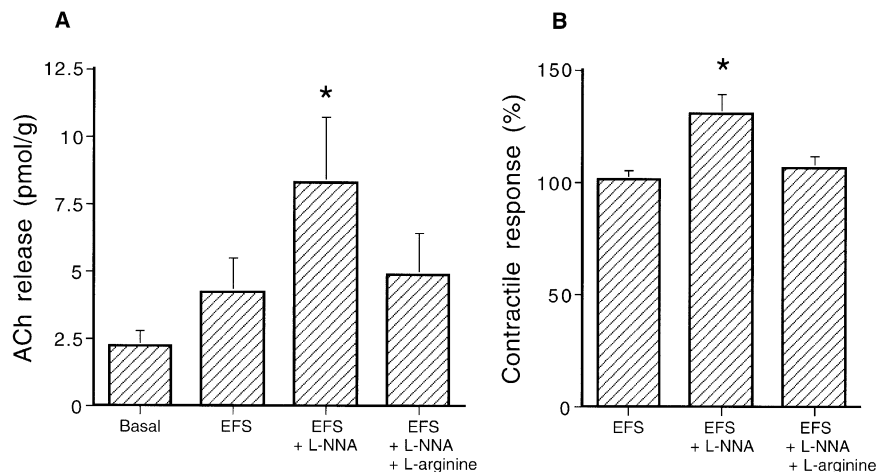 A
ACh release (pmol/g)
12.5
10
7.5
5
2.5
0
Basal
EFS
EFS
+ L-NNA
EFS
+ L-NNA
+ L-arginine
*
B
Contractile response (%)
150
100
50
0
EFS
EFS
+ L-NNA
EFS
+ L-NNA
+ L-arginine
*